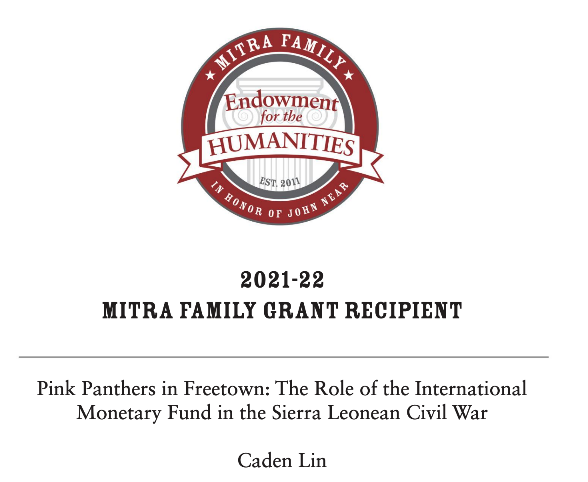 MITRA FAMILY
Endowment
for the
HUMANITIES
EST. 2011
IN HONOR OF JOHN NEAR
2021-22
MITRA FAMILY GRANT RECIPIENT
Pink Panthers in Freetown: The Role of the International
Monetary Fund in the Sierra Leonean Civil War
Caden Lin